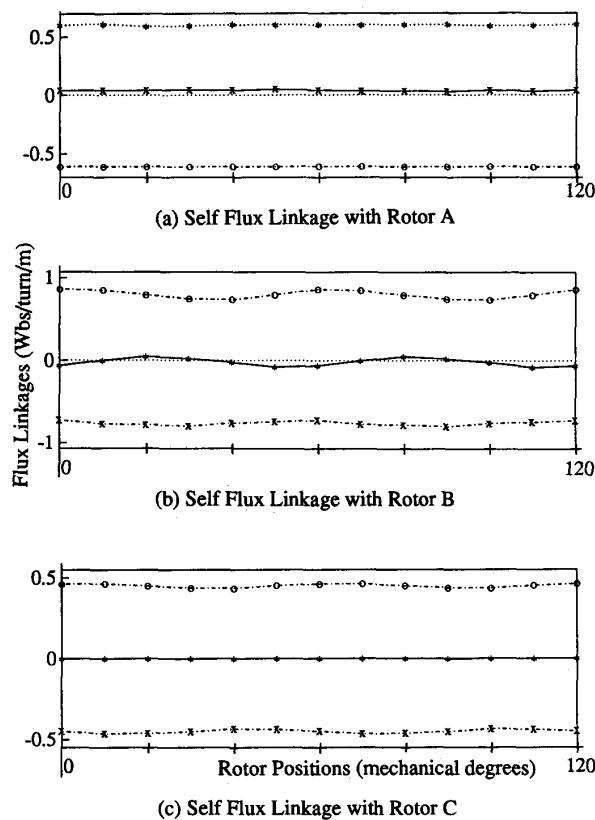 0.5
0
-0.5
0 120
(a) Self Flux Linkage with Rotor A
Flux Linkages (Wbs/turn/m)
1
0
-1
0 120
(b) Self Flux Linkage with Rotor B
0.5
0
-0.5
0 Rotor Positions (mechanical degrees) 120
(c) Self Flux Linkage with Rotor C